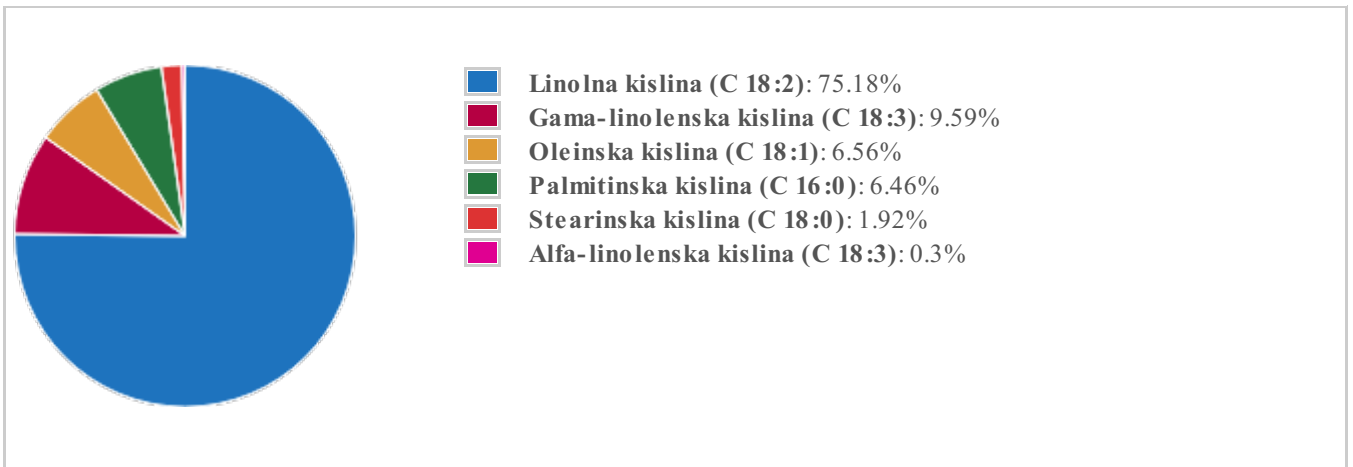 Linolna kislina (C 18:2): 75.18%
Gama-linolenska kislina (C 18:3): 9.59%
Oleinska kislina (C 18:1): 6.56%
Palmitinska kislina (C 16:0): 6.46%
Stearinska kislina (C 18:0): 1.92%
Alfa-linolenska kislina (C 18:3): 0.3%